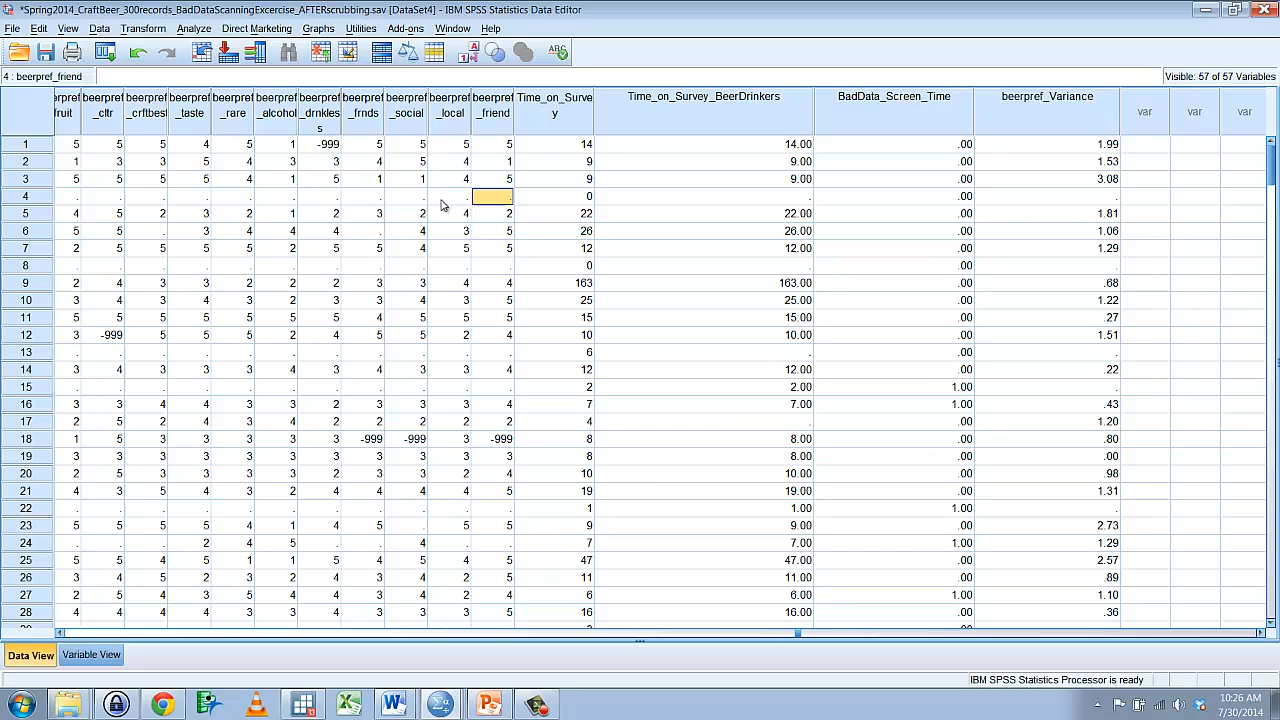 *Spring2014_CraftBeer_300records_BadDataScanningExcercise_AFTERscrubbing.sav [DataSet4] - IBM SPSS Statistics Data Editor
File Edit View Data Transform Analyze Direct Marketing Graphs Utilities Add-ons Window Help
4 : beerpref_friend Visible: 57 of 57 Variables
beerpref beerpref beerpref beerpref beerpref beerpref beerpref beerpref beerpref beerpref beerpref Time_on_Surve Time_on_Survey_BeerDrinkers BadData_Screen_Time beerpref_Variance var var var
fruit _cltr _crftbest _taste _rare _alcohol _drnkles _frnds _social _local _friend y
s
1 5 5 5 4 5 1 -999 5 5 5 5 14 14.00 .00 1.99
2 1 3 3 5 4 3 3 4 5 4 1 9 9.00 .00 1.53
3 5 5 5 5 4 1 5 1 1 4 5 9 9.00 .00 3.08
4 . . . . . . . . . . . 0 . .00 .
5 4 5 2 3 2 1 2 3 2 4 2 22 22.00 .00 1.81
6 5 5 . 3 4 4 4 . 4 3 5 26 26.00 .00 1.06
7 2 5 5 5 5 2 5 5 4 5 5 12 12.00 .00 1.29
8 . . . . . . . . . . . 0 . .00 .
9 2 4 3 3 2 2 2 3 3 4 4 163 163.00 .00 .68
10 3 4 3 4 3 2 3 3 4 3 5 25 25.00 .00 1.22
11 5 5 5 5 5 5 5 4 5 5 5 15 15.00 .00 .27
12 3 -999 5 5 5 2 4 5 5 2 4 10 10.00 .00 1.51
13 . . . . . . . . . . . 6 . .00 .
14 3 4 3 3 3 4 3 3 4 3 4 12 12.00 .00 .22
15 . . . . . . . . . . . 2 2.00 1.00 .
16 3 3 4 4 3 3 2 3 3 3 4 7 7.00 1.00 .43
17 2 5 2 4 3 4 2 2 2 2 2 4 . .00 1.20
18 1 5 3 3 3 3 3 -999 -999 3 -999 8 8.00 .00 .80
19 3 3 3 3 3 3 3 3 3 3 3 8 8.00 .00 .00
20 2 5 3 3 3 3 2 3 3 2 4 10 10.00 .00 .98
21 4 3 5 4 3 2 4 4 4 4 5 19 19.00 .00 1.31
22 . . . . . . . . . . . 1 1.00 1.00 .
23 5 5 5 5 4 1 4 5 . 5 5 9 9.00 .00 2.73
24 . . . 2 4 5 . . 4 . . 7 7.00 1.00 1.29
25 5 5 4 5 1 1 5 4 5 4 5 47 47.00 .00 2.57
26 3 4 5 2 3 2 4 3 4 2 5 11 11.00 .00 .89
27 2 5 4 3 5 4 4 3 4 2 4 6 6.00 1.00 1.10
28 4 4 4 4 3 3 4 3 3 3 5 16 16.00 .00 .36
Data View Variable View
IBM SPSS Statistics Processor is ready
10:26 AM
7/30/2014